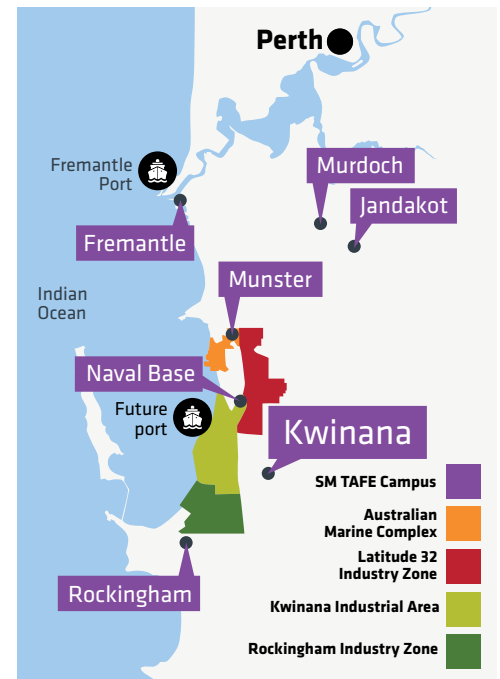 Perth
Fremantle
Port
Murdoch
Jandakot
Fremantle
Munster
Indian
Ocean
Naval Base
Future
port
Kwinana
SM TAFE Campus
Australian
Marine Complex
Latitude 32
Industry Zone
Kwinana Industrial Area
Rockingham
Rockingham Industry Zone